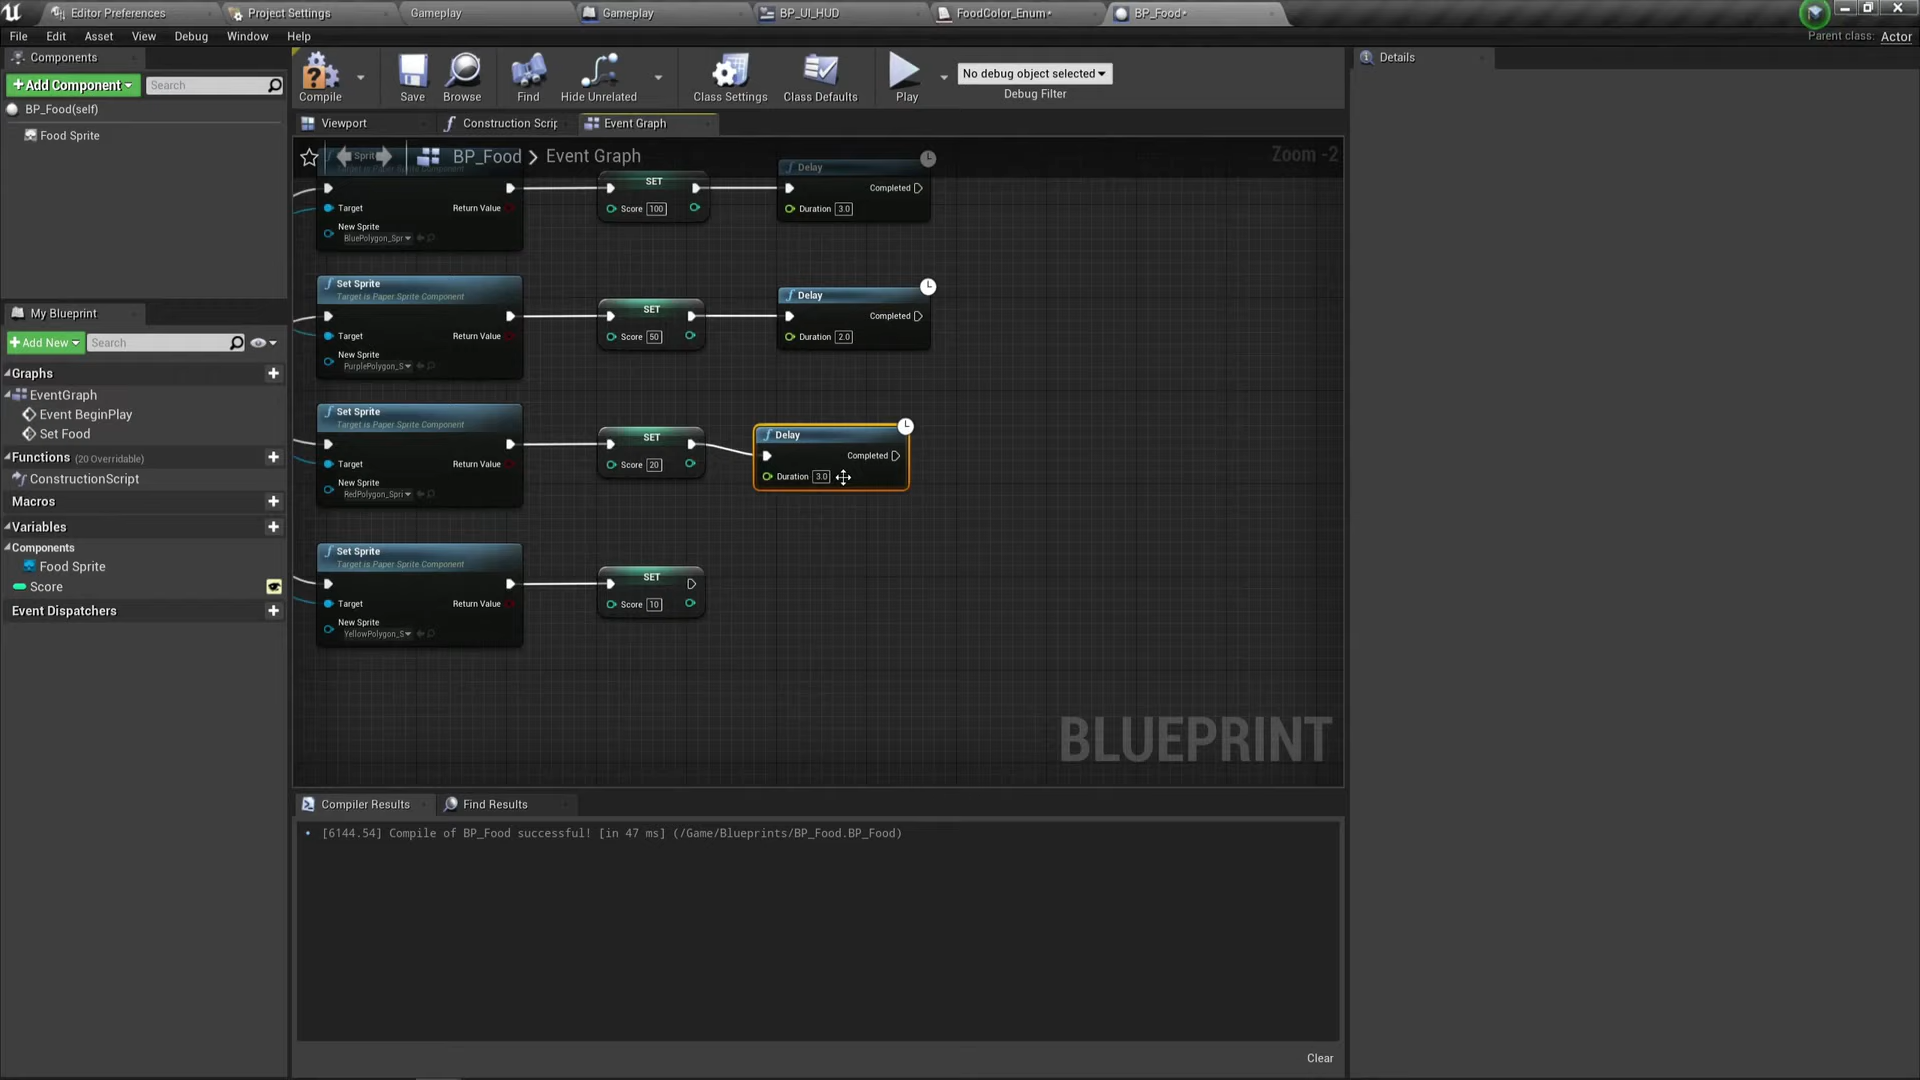 Editor Preferences
Project Settings
Gameplay
Gameplay
BP_UI_HUD
FoodColor_Enum*
BP_Food*
File Edit Asset View Debug Window Help
Parent class: Actor
Components
Details
+Add Component
Search
BP_Food(self)
Food Sprite
Compile
Save
Browse
Find
Hide Unrelated
Class Settings
Class Defaults
Play
No debug object selected
Debug Filter
Viewport
Construction Scrip
Event Graph
BP_Food > Event Graph
Zoom -2
Target
Return Value
New Sprite
BluePolygon_Spr
SET
Score 100
Delay
Completed
Duration 3.0
Set Sprite
Target is Paper Sprite Component
Target
Return Value
New Sprite
PurplePolygon_S
SET
Score 50
Delay
Completed
Duration 2.0
Set Sprite
Target is Paper Sprite Component
Target
Return Value
New Sprite
RedPolygon_Spri
SET
Score 20
Delay
Completed
Duration 3.0
Set Sprite
Target is Paper Sprite Component
Target
Return Value
New Sprite
YellowPolygon_S
SET
Score 10
BLUEPRINT
My Blueprint
+Add New
Search
Graphs
EventGraph
Event BeginPlay
Set Food
Functions (20 Overridable)
ConstructionScript
Macros
Variables
Components
Food Sprite
Score
Event Dispatchers
Compiler Results
Find Results
[6144.54] Compile of BP_Food successful! [in 47 ms] (/Game/Blueprints/BP_Food.BP_Food)
Clear